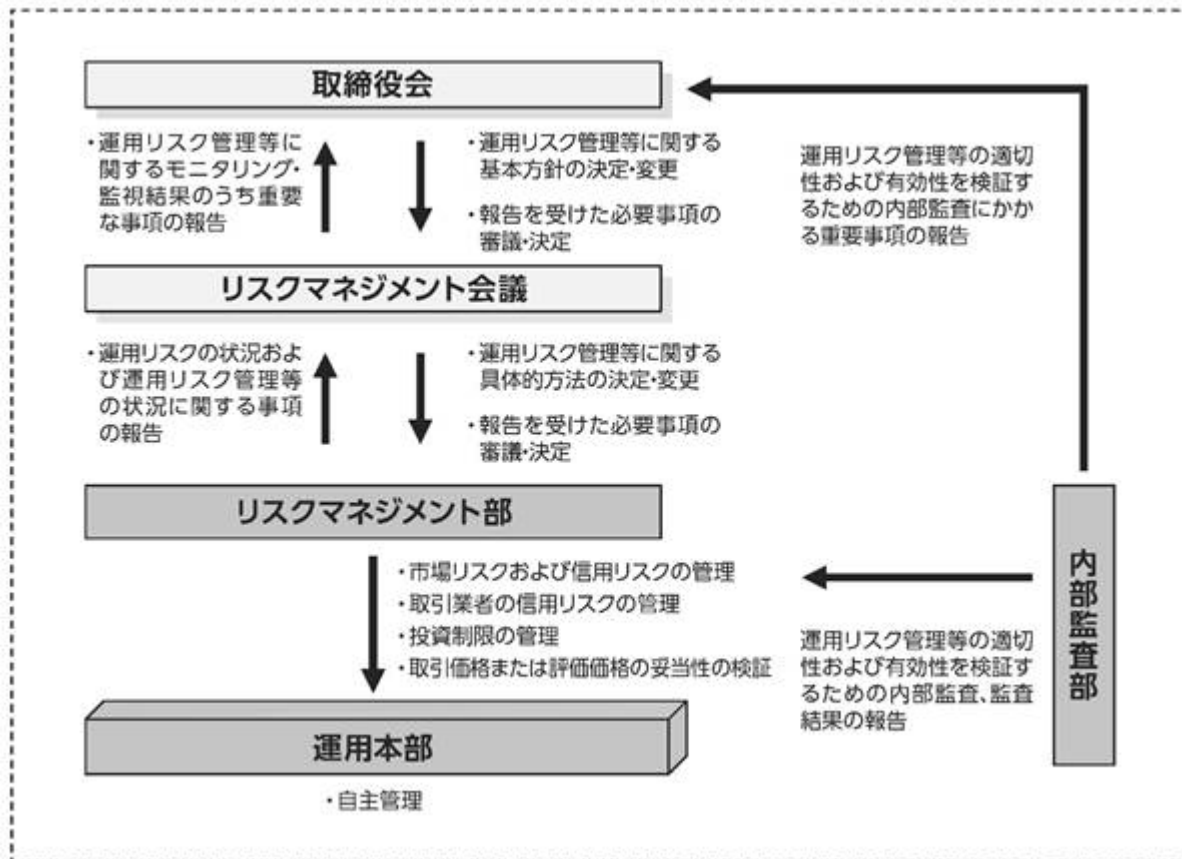 取締役会
・運用リスク管理等に
関するモニタリング・
監視結果のうち重要
な事項の報告
・運用リスク管理等に関する
基本方針の決定・変更
・報告を受けた必要事項の
審議・決定
運用リスク管理等の適切
性および有効性を検証す
るための内部監査にかか
る重要事項の報告
リスクマネジメント会議
・運用リスクの状況およ
び運用リスク管理等
の状況に関する事項
の報告
・運用リスク管理等に関する
具体的方法の決定・変更
・報告を受けた必要事項の
審議・決定
リスクマネジメント部
・市場リスクおよび信用リスクの管理
・取引業者の信用リスクの管理
・投資制限の管理
・取引価格または評価価格の妥当性の検証
運用リスク管理等の適切
性および有効性を検証す
るための内部監査、監査
結果の報告
内部監査部
運用本部
・自主管理